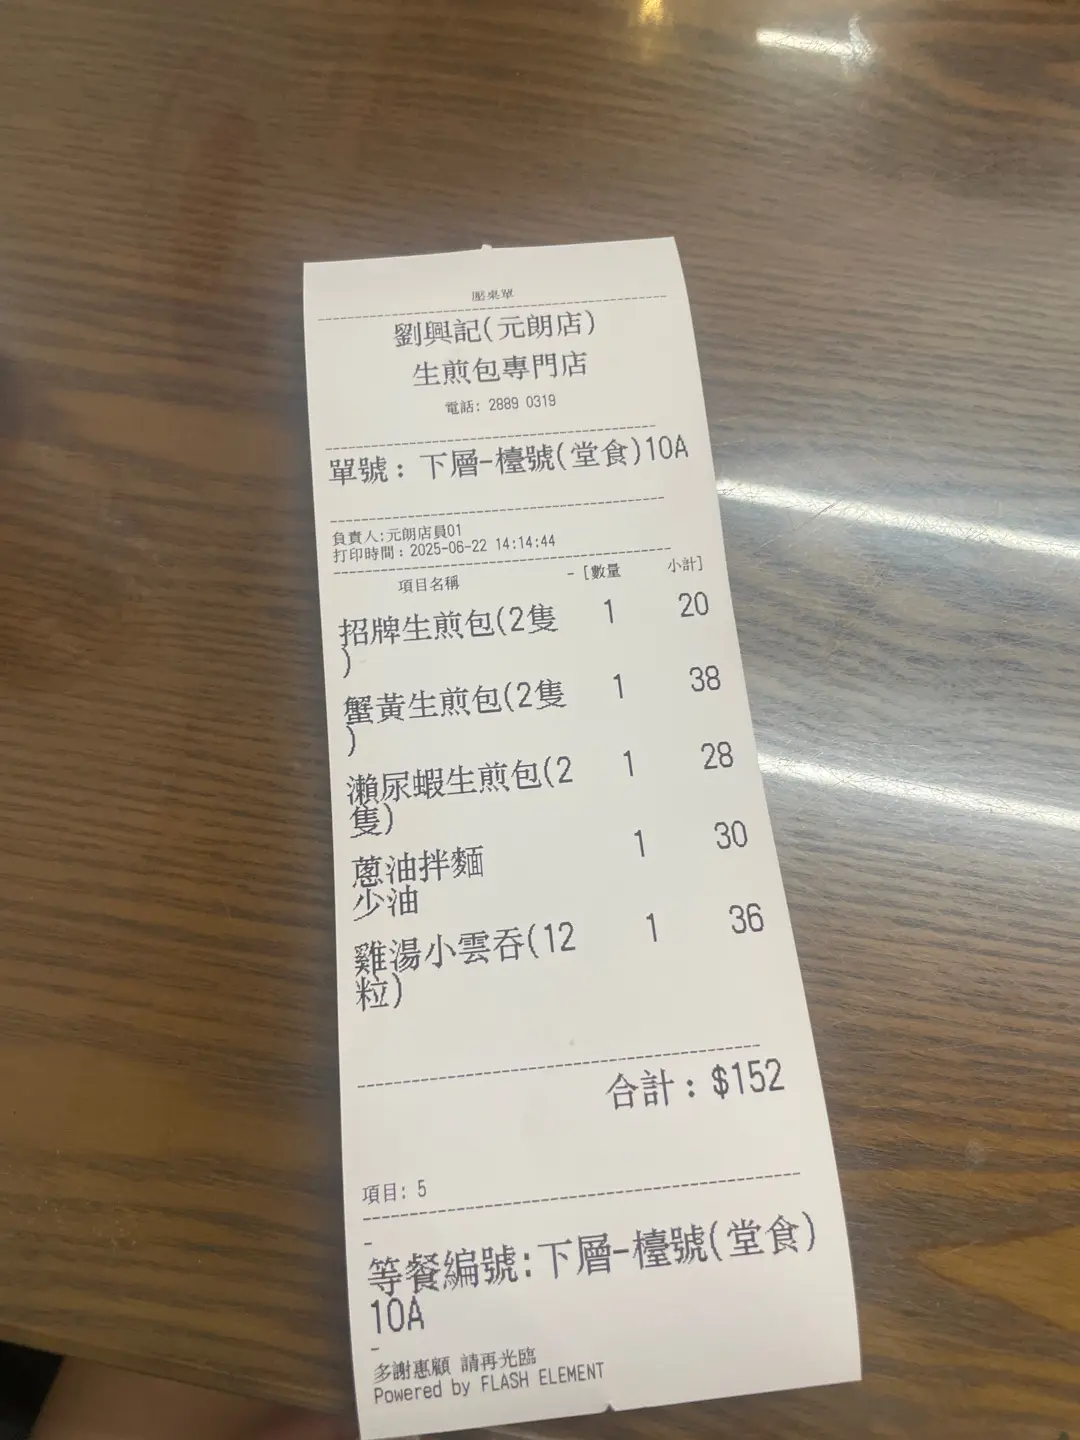 壓桌單
劉興記(元朗店)
生煎包專門店
電話: 2889 0319
單號: 下層-檯號(堂食)10A
負責人:元朗店員01
打印時間: 2025-06-22 14:14:44
項目名稱 - [數量 小計]
招牌生煎包(2隻 1 20
)
蟹黃生煎包(2隻 1 38
)
瀨尿蝦生煎包(2 1 28
隻)
蔥油拌麵 1 30
少油
雞湯小雲吞(12 1 36
粒)
合計: $152
項目: 5
-
等餐編號:下層-檯號(堂食)
10A
-
多謝惠顧 請再光臨
Powered by FLASH ELEMENT